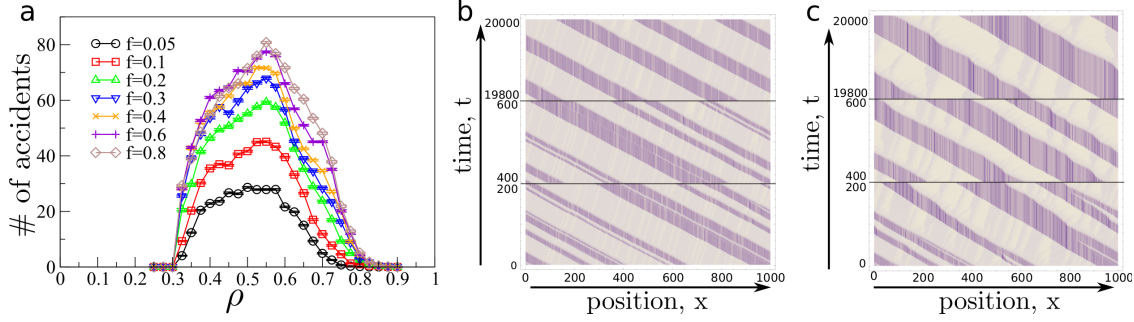 a
# of accidents
80
60
40
20
0
f=0.05
f=0.1
f=0.2
f=0.3
f=0.4
f=0.6
f=0.8
0 0.1 0.2 0.3 0.4 0.5 0.6 0.7 0.8 0.9 1
ρ
b
time, t
20000
19800
600
400
200
0
0 200 400 600 800 1000
position, x
c
time, t
20000
19800
600
400
200
0
0 200 400 600 800 1000
position, x